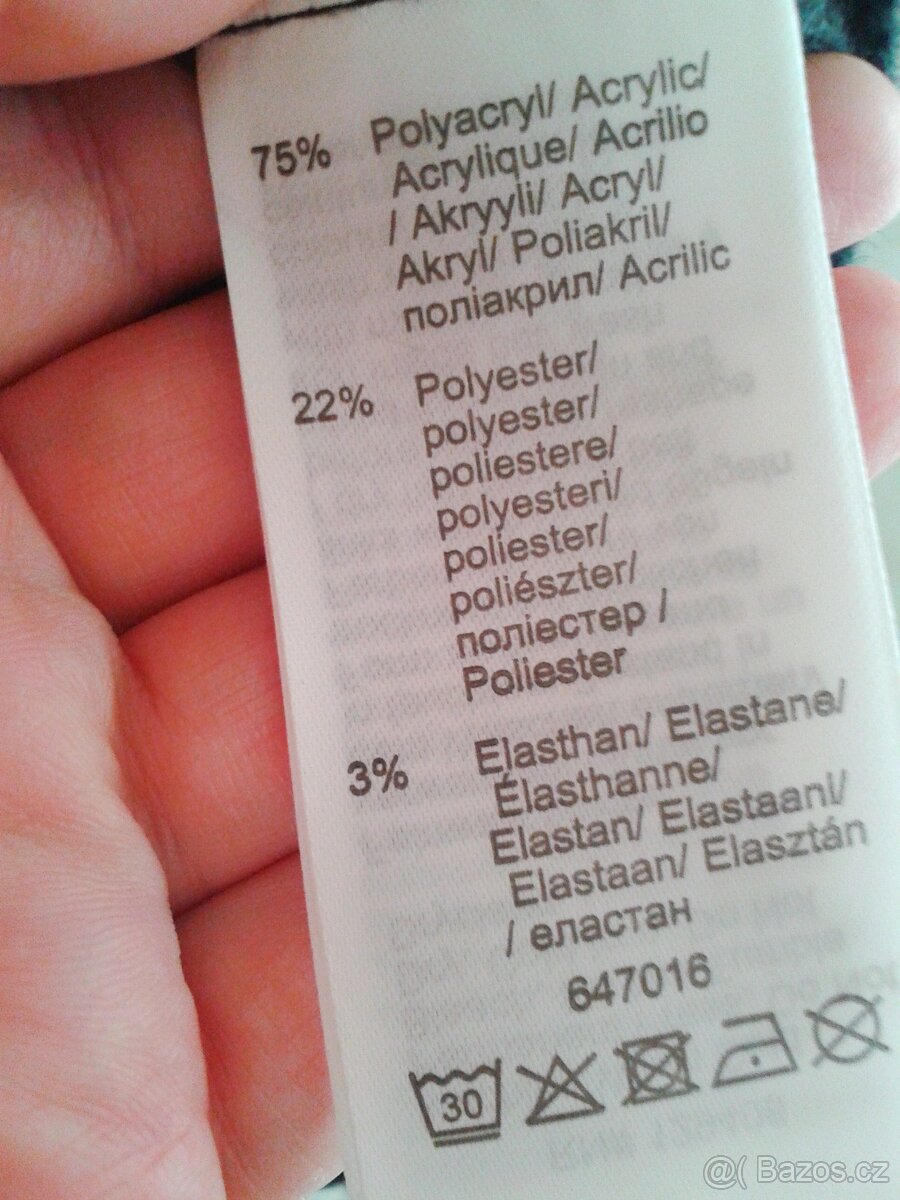 75% Polyacryl/ Acrylic/
Acrylique/ Acrilio
/ Akryyli/ Acryl/
Akryl/ Poliakril/
поліакрил/ Acrilic
22% Polyester/
polyester/
poliestere/
polyesteri/
poliester/
poliészter/
поліестер /
Poliester
3% Elasthan/ Elastane/
Élasthanne/
Elastan/ Elastaani/
Elastaan/ Elasztán
/ еластан
647016
30
@( Bazos.cz